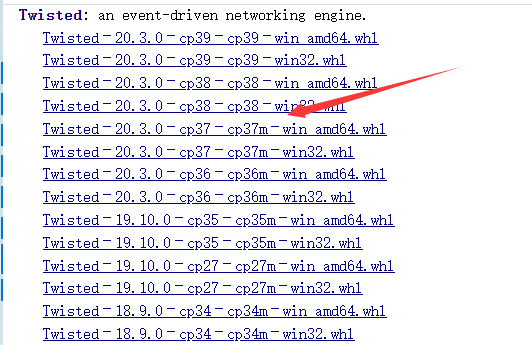 Twisted: an event-driven networking engine.
Twisted‑20.3.0‑cp39‑cp39‑win_amd64.whl
Twisted‑20.3.0‑cp39‑cp39‑win32.whl
Twisted‑20.3.0‑cp38‑cp38‑win_amd64.whl
Twisted‑20.3.0‑cp38‑cp38‑win32.whl
Twisted‑20.3.0‑cp37‑cp37m‑win_amd64.whl
Twisted‑20.3.0‑cp37‑cp37m‑win32.whl
Twisted‑20.3.0‑cp36‑cp36m‑win_amd64.whl
Twisted‑20.3.0‑cp36‑cp36m‑win32.whl
Twisted‑19.10.0‑cp35‑cp35m‑win_amd64.whl
Twisted‑19.10.0‑cp35‑cp35m‑win32.whl
Twisted‑19.10.0‑cp27‑cp27m‑win_amd64.whl
Twisted‑19.10.0‑cp27‑cp27m‑win32.whl
Twisted‑18.9.0‑cp34‑cp34m‑win_amd64.whl
Twisted‑18.9.0‑cp34‑cp34m‑win32.whl